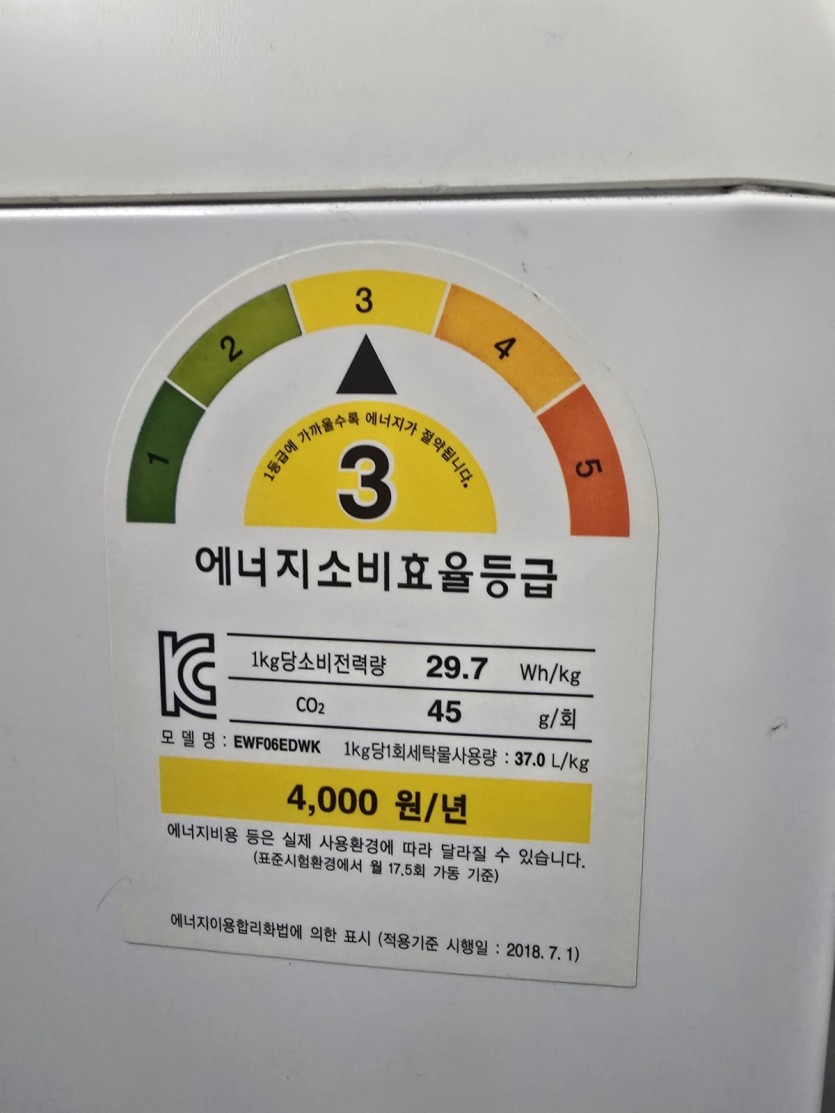 1 2 3 4 5
1등급에 가까울수록 에너지가 절약됩니다.
3
에너지소비효율등급
KC
1kg당소비전력량 29.7 Wh/kg
CO₂ 45 g/회
모 델 명 : EWF06EDWK 1kg당1회세탁물사용량 : 37.0 L/kg
4,000 원/년
에너지비용 등은 실제 사용환경에 따라 달라질 수 있습니다.
(표준시험환경에서 월 17.5회 가동 기준)
에너지이용합리화법에 의한 표시 (적용기준 시행일 : 2018. 7. 1)